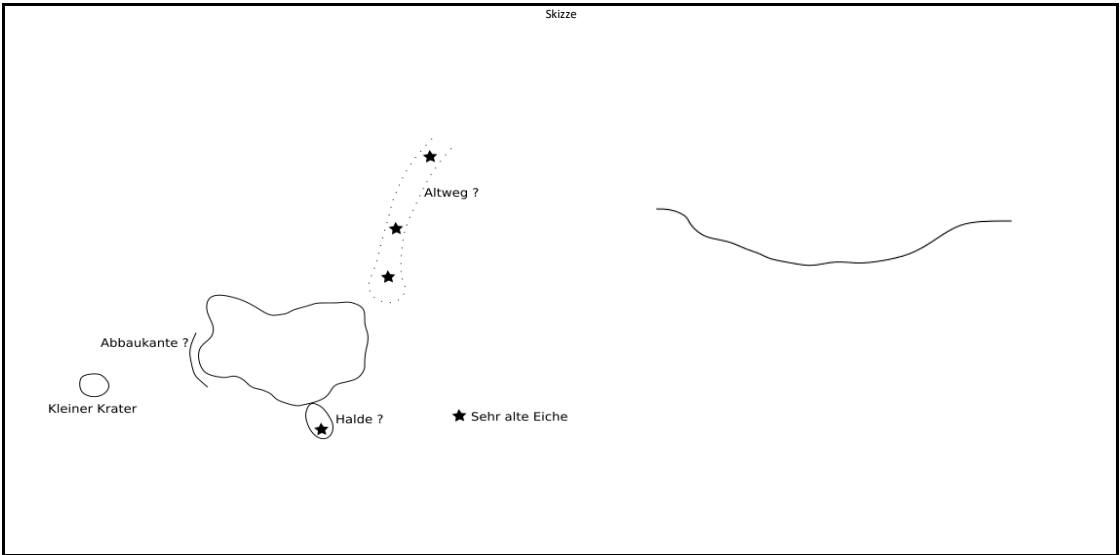 Skizze
Altweg ?
Abbaukante ?
Kleiner Krater
Halde ?
Sehr alte Eiche